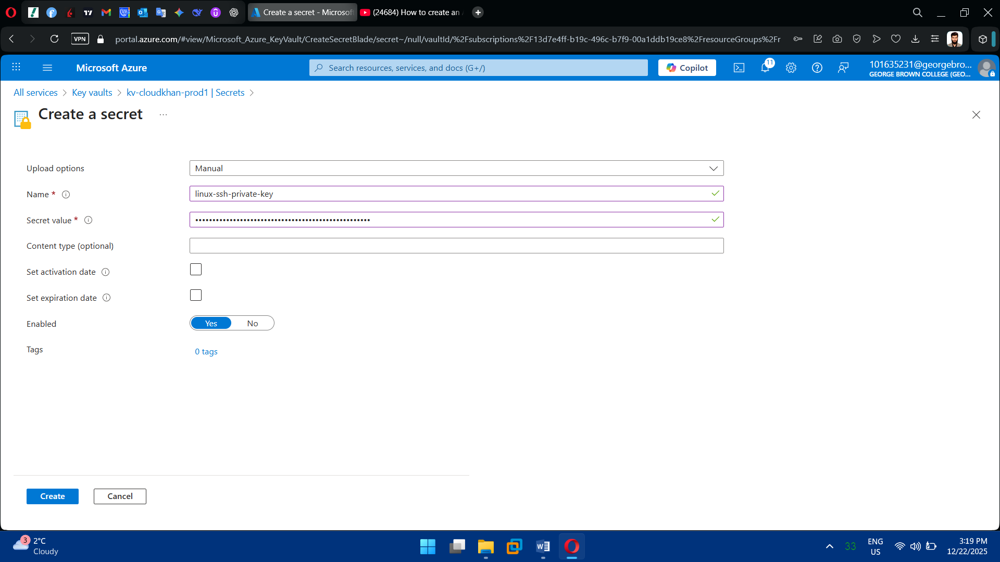 Create a secret - Microsof
(24684) How to create an
VPN
portal.azure.com/#view/Microsoft_Azure_KeyVault/CreateSecretBlade/secret~/null/vaultId/%2Fsubscriptions%2F13d7e4ff-b19c-496c-b7f9-00a1ddb19ce8%2FresourceGroups%2Fr
Microsoft Azure
Search resources, services, and docs (G+/)
Copilot
11
101635231@georgebro...
GEORGE BROWN COLLEGE (GEO...
All services > Key vaults > kv-cloudkhan-prod1 | Secrets >
Create a secret ...
Upload options
Manual
Name *
linux-ssh-private-key
Secret value *
•••••••••••••••••••••••••••••••••••••••••••••••••••
Content type (optional)
Set activation date
Set expiration date
Enabled
Yes
No
Tags
0 tags
Create
Cancel
3
2°C
Cloudy
33
ENG
US
3:19 PM
12/22/2025